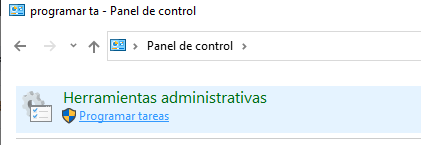 programar ta - Panel de control
Panel de control
Herramientas administrativas
Programar tareas